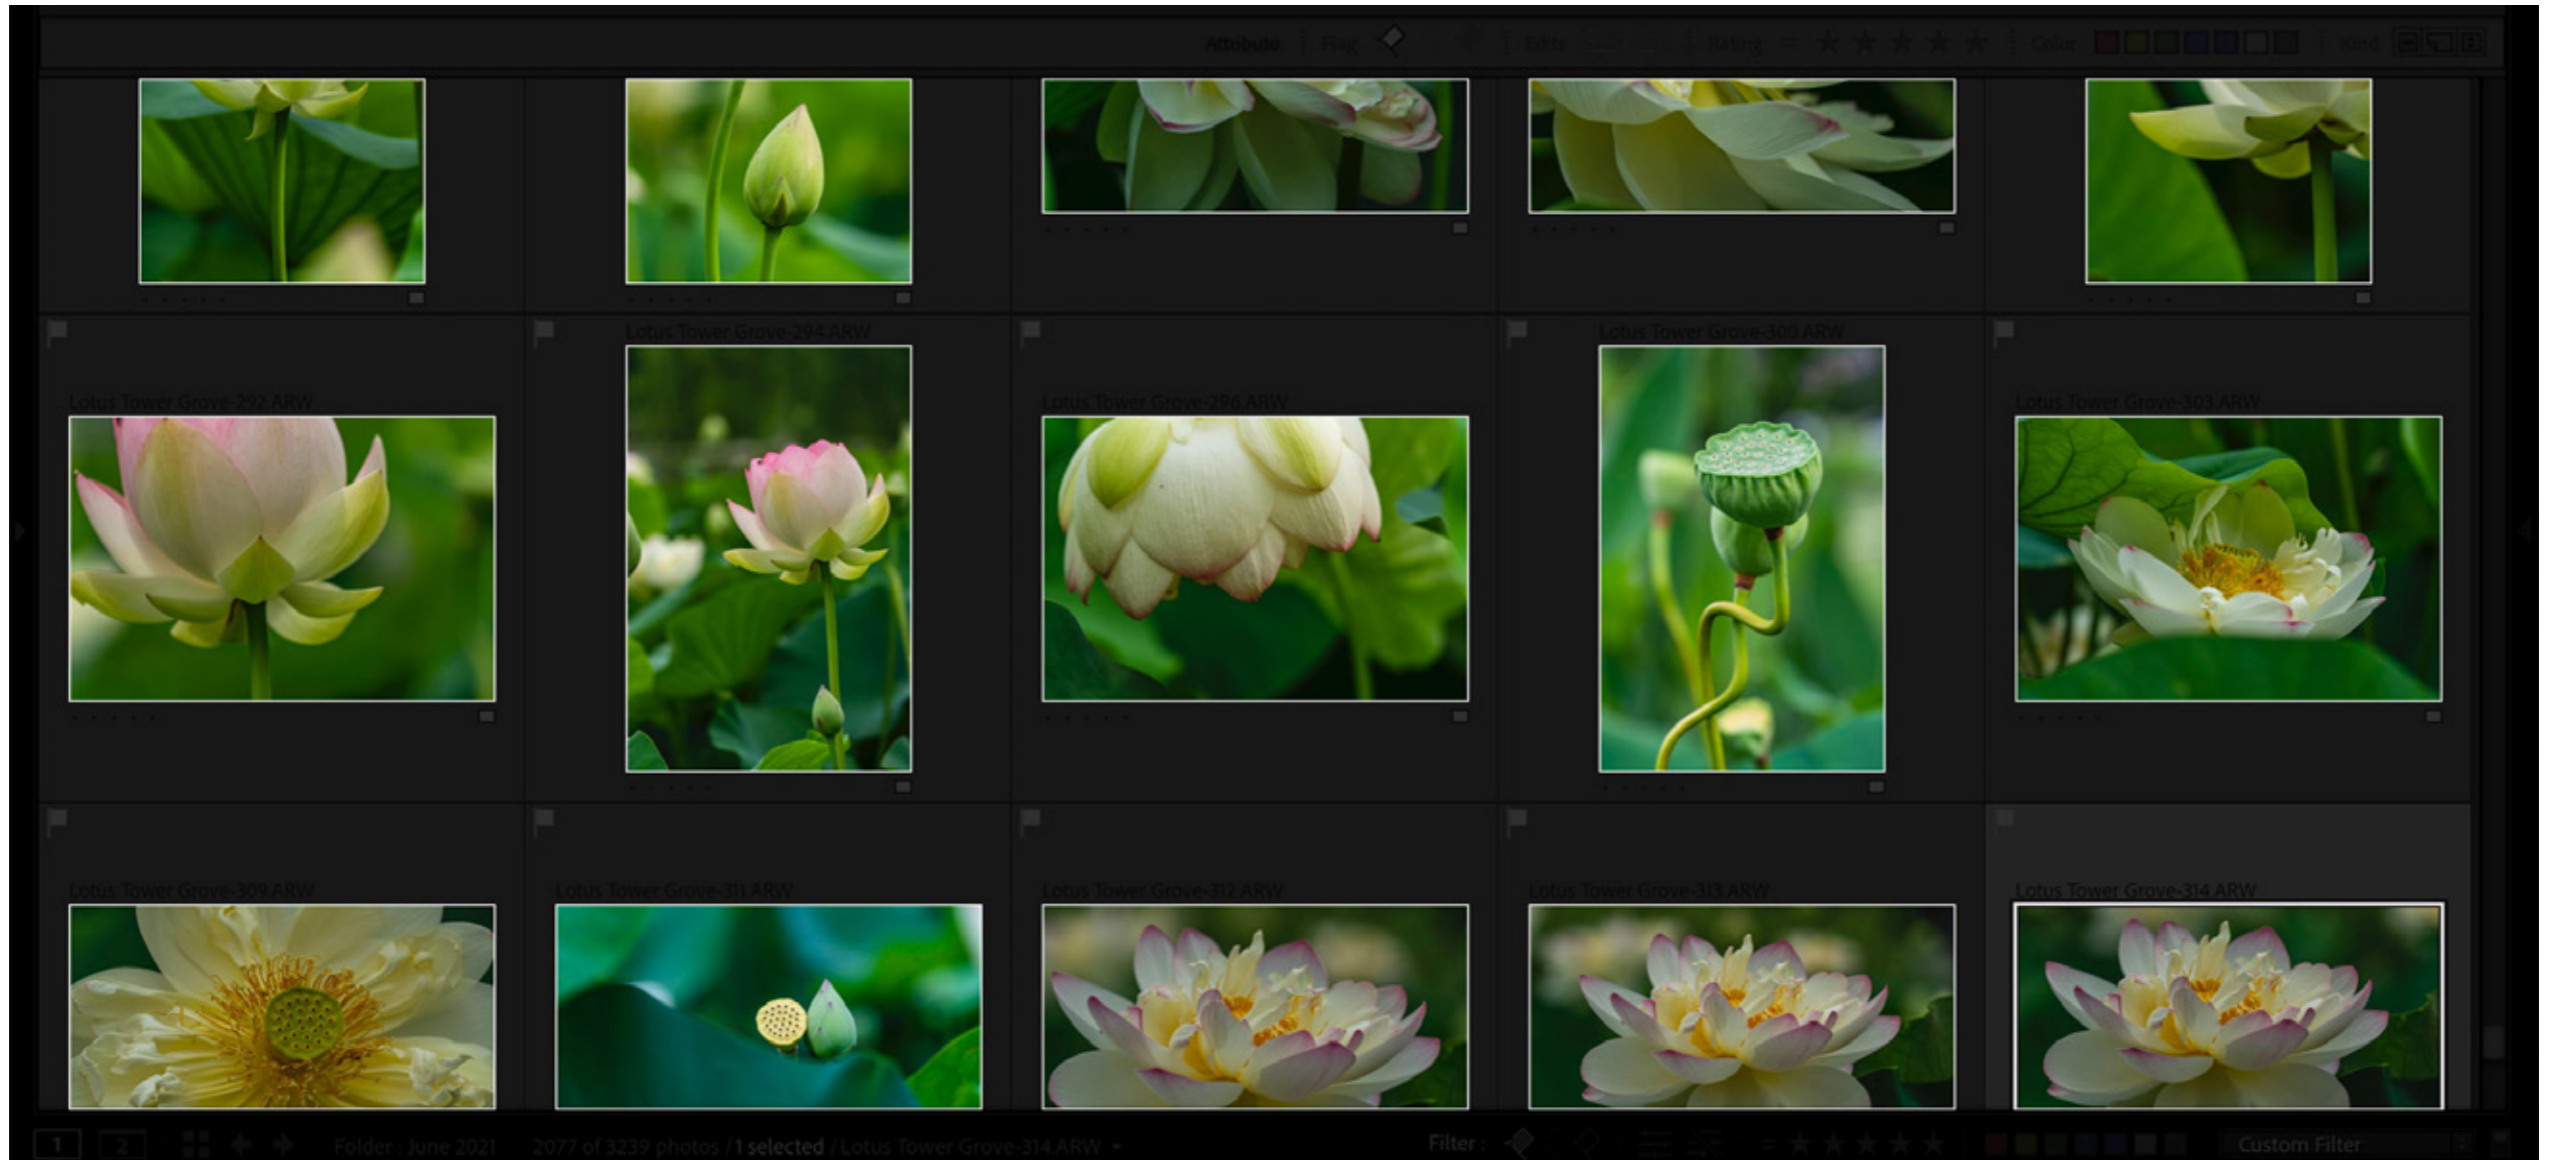 Attribute Flag Edits Rating = Color Kind
Lotus Tower Grove-294.ARW Lotus Tower Grove-300.ARW
Lotus Tower Grove-292.ARW Lotus Tower Grove-296.ARW Lotus Tower Grove-303.ARW
Lotus Tower Grove-309.ARW Lotus Tower Grove-311.ARW Lotus Tower Grove-312.ARW Lotus Tower Grove-313.ARW Lotus Tower Grove-314.ARW
1 2 Folder : June 2021 2077 of 3239 photos / 1 selected / Lotus Tower Grove-314.ARW Filter : = Custom Filter